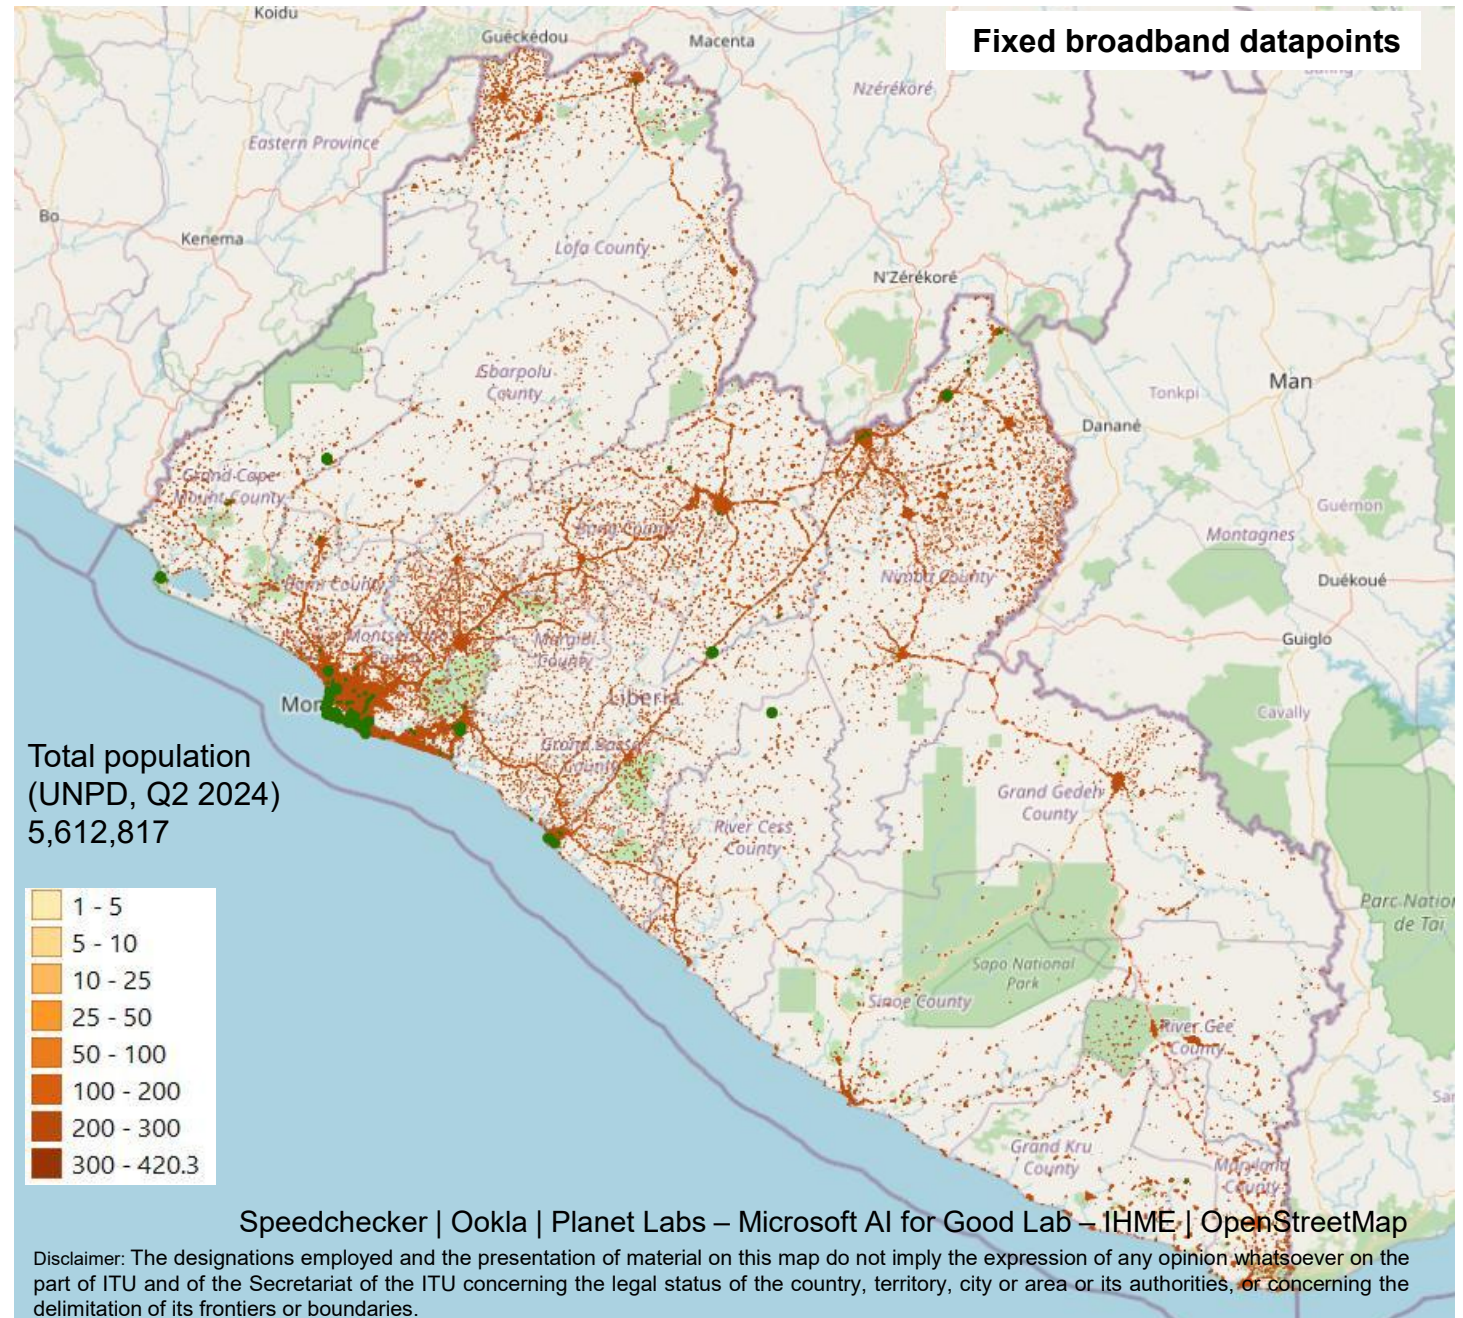 Koidu
Guéckédou
Macenta
Fixed broadband datapoints
Nzérékoré
Eastern Province
Bo
Kenema
Lofa County
N'Zérékoré
Gbarpolu
County
Man
Tonkpi
Danané
Grand Cape
Mount County
Guémon
Bong County
Montagnes
Bomi County
Nimba County
Duékoué
Guiglo
Margibi
County
Liberia
Cavally
Total population
(UNPD, Q2 2024)
5,612,817
Grand Bassa
County
Grand Gedeh
County
River Cess
County
1 - 5
5 - 10
10 - 25
25 - 50
50 - 100
100 - 200
200 - 300
300 - 420.3
Parc Nation
de Taï
Sapo National
Park
Sinoe County
River Gee
County
Grand Kru
County
Maryland
County
Speedchecker | Ookla | Planet Labs – Microsoft AI for Good Lab – IHME | OpenStreetMap
Disclaimer: The designations employed and the presentation of material on this map do not imply the expression of any opinion whatsoever on the
part of ITU and of the Secretariat of the ITU concerning the legal status of the country, territory, city or area or its authorities, or concerning the
delimitation of its frontiers or boundaries.